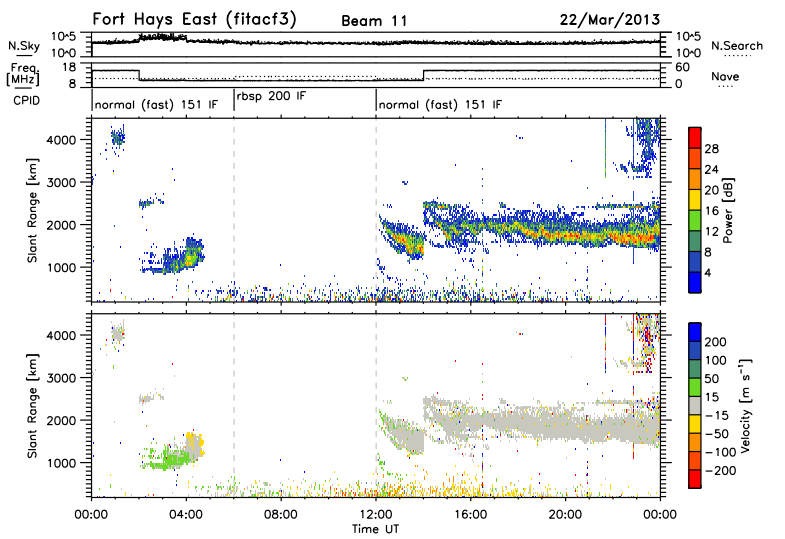 Fort Hays East (fitacf3) Beam 11 22/Mar/2013
N.Sky 10^5 10^0 10^5 10^0 N.Search
Freq. [MHz] 18 8 60 0 Nave
CPID normal (fast) 151 IF rbsp 200 IF normal (fast) 151 IF
Slant Range [km]
4000
3000
2000
1000
28
24
20
16
12
8
4
Power [dB]
Slant Range [km]
4000
3000
2000
1000
200
100
50
15
-15
-50
-100
-200
Velocity [m s⁻¹]
00:00 04:00 08:00 12:00 16:00 20:00 00:00
Time UT